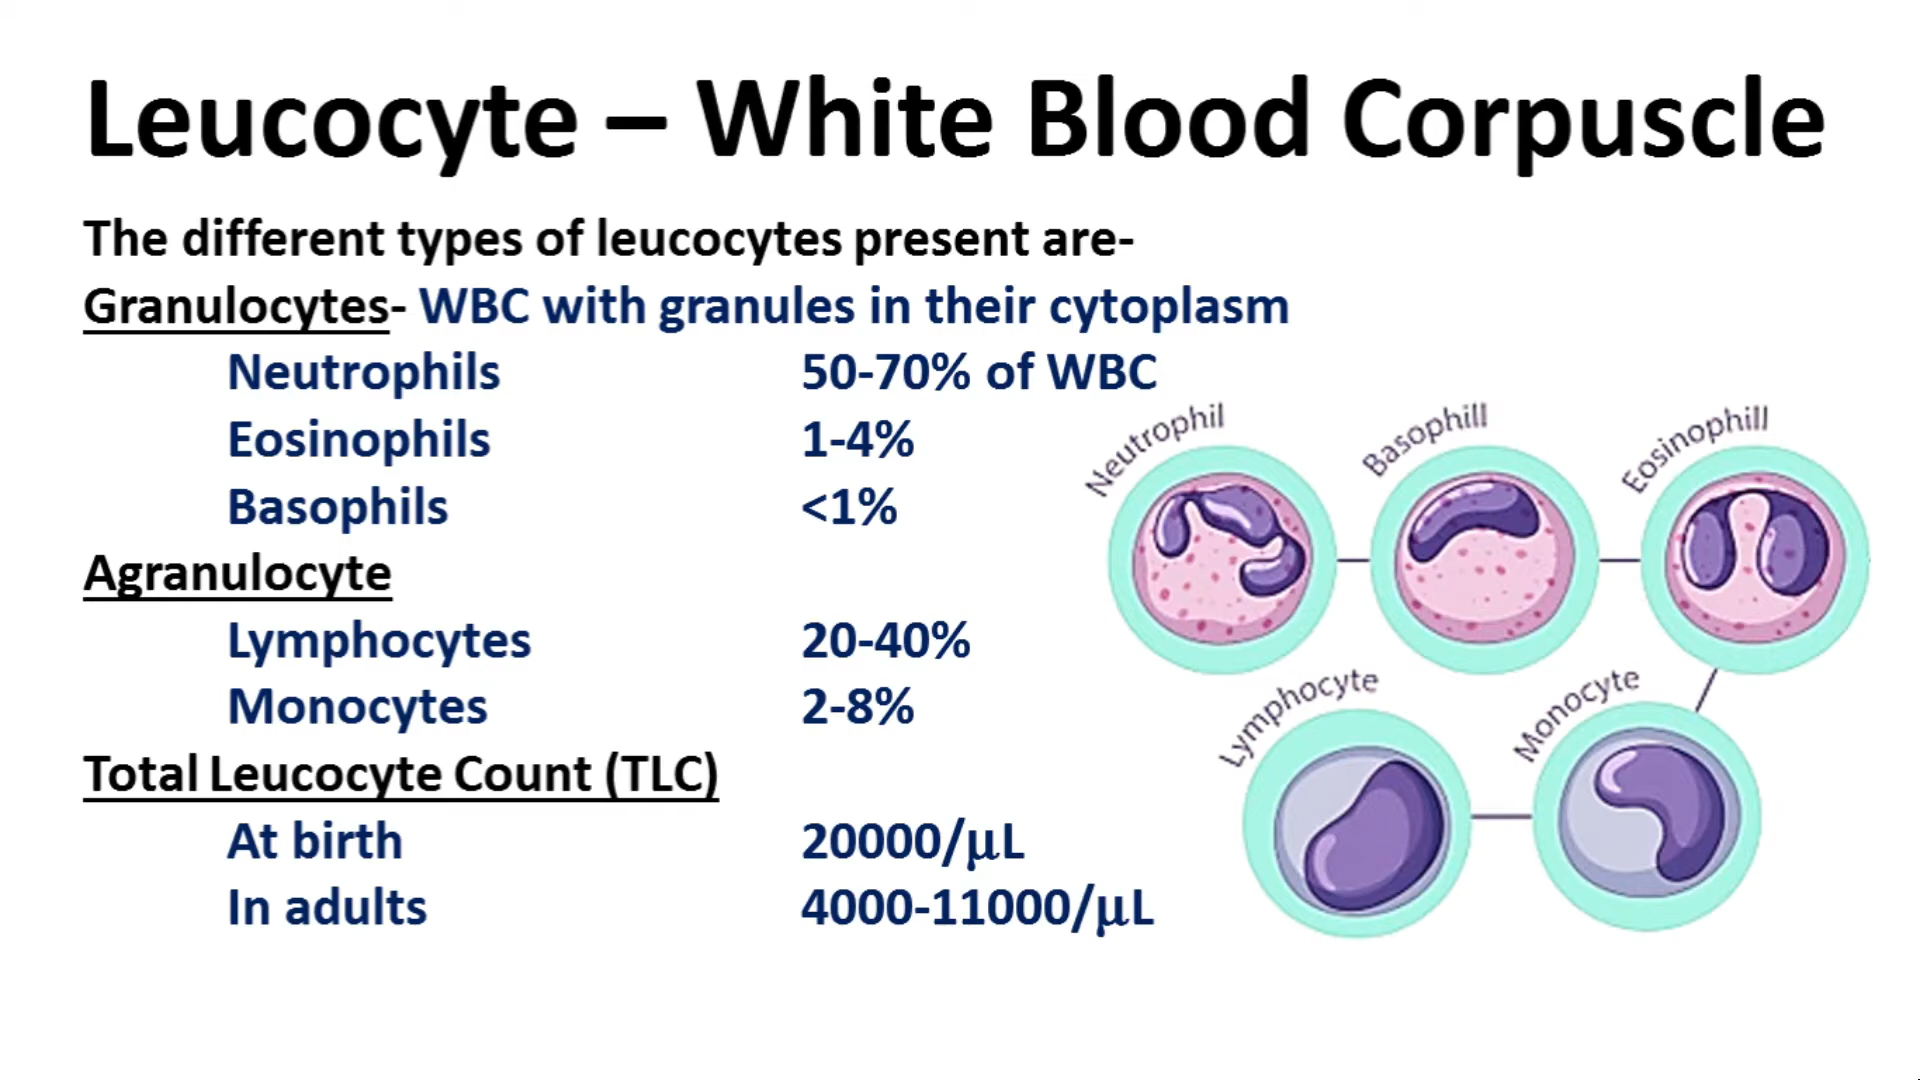 Leucocyte – White Blood Corpuscle
The different types of leucocytes present are-
Granulocytes- WBC with granules in their cytoplasm
Neutrophils 50-70% of WBC
Eosinophils 1-4%
Basophils <1%
Agranulocyte
Lymphocytes 20-40%
Monocytes 2-8%
Total Leucocyte Count (TLC)
At birth 20000/µL
In adults 4000-11000/µL
Neutrophil
Basophill
Eosinophill
Lymphocyte
Monocyte